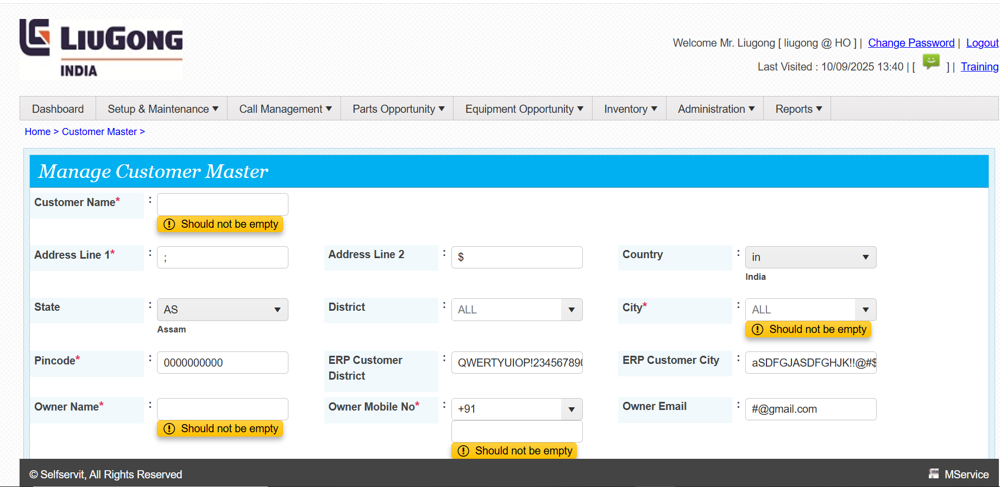 LIUGONG
INDIA
Welcome Mr. Liugong [ liugong @ HO ] | Change Password | Logout
Last Visited : 10/09/2025 13:40 | [ ] | Training
Dashboard Setup & Maintenance Call Management Parts Opportunity Equipment Opportunity Inventory Administration Reports
Home > Customer Master >
Manage Customer Master
Customer Name* :
Should not be empty
Address Line 1* : ; Address Line 2 : $ Country : in
India
State : AS District : ALL City* : ALL
Assam Should not be empty
Pincode* : 0000000000 ERP Customer District : QWERTYUIOP!234567890 ERP Customer City : aSDFGJASDFGHJK!!@#$
Owner Name* : Owner Mobile No* : +91 Owner Email : #@gmail.com
Should not be empty
Should not be empty
© Selfservit, All Rights Reserved MService